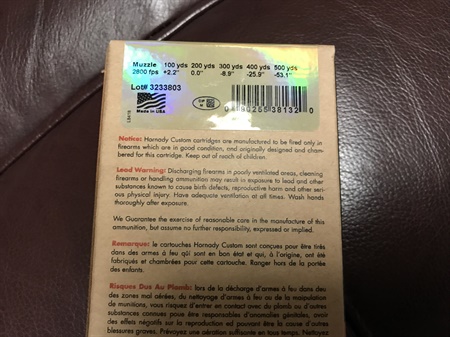 Muzzle 100 yds 200 yds 300 yds 400 yds 500 yds
2800 fps +2.2" 0.0" -8.9" -25.9" -53.1"
Lot# 3233803
Made in USA
0 90255 38132 0
Notice: Hornady Custom cartridges are manufactured to be fired only in
firearms which are in good condition, and originally designed and cham-
bered for this cartridge. Keep out of reach of children.
Lead Warning: Discharging firearms in poorly ventilated areas, cleaning
firearms or handling ammunition may result in exposure to lead and other
substances known to cause birth defects, reproductive harm and other seri-
ous physical injury. Have adequate ventilation at all times. Wash hands
thoroughly after exposure.
We Guarantee the exercise of reasonable care in the manufacture of this
ammunition, but assume no further responsibility, expressed or implied.
Remarque: le cartouches Hornady Custom sont conçues pour être tirés
dans des armes à feu qûi sont en bon état et qui, à l'origine, ont été
fabriqués et chambrées pour cette cartouche. Ranger hors de la portée
des enfants.
Risques Dus Au Plomb: lors de la décharge d'armes à feu dans des
des zones mal aérées, du nettoyage d'armes à feu ou de la manipulation
de munitions, vous risquez d'entrer en contact avec du plomb ou d'autres
substances connues pouve être responsables d'anomalies génitales, avoir
des effets négatifs sur la reproduction ed pouvant être la cause d'autres
blessures graves. Prévoyez une aération suffisante en tous temps.